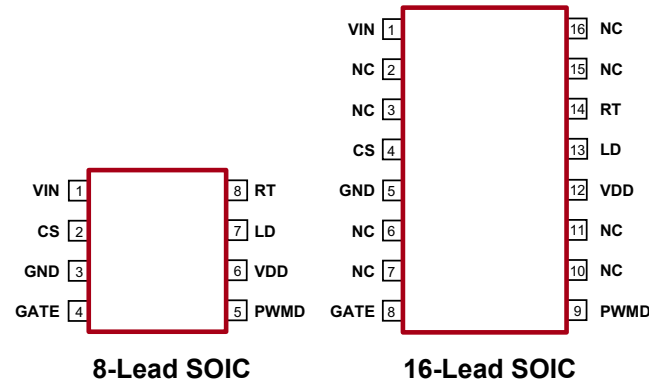 VIN 1 16 NC
NC 2 15 NC
NC 3 14 RT
CS 4 13 LD
GND 5 12 VDD
NC 6 11 NC
NC 7 10 NC
GATE 8 9 PWMD
VIN 1 8 RT
CS 2 7 LD
GND 3 6 VDD
GATE 4 5 PWMD
8-Lead SOIC
16-Lead SOIC